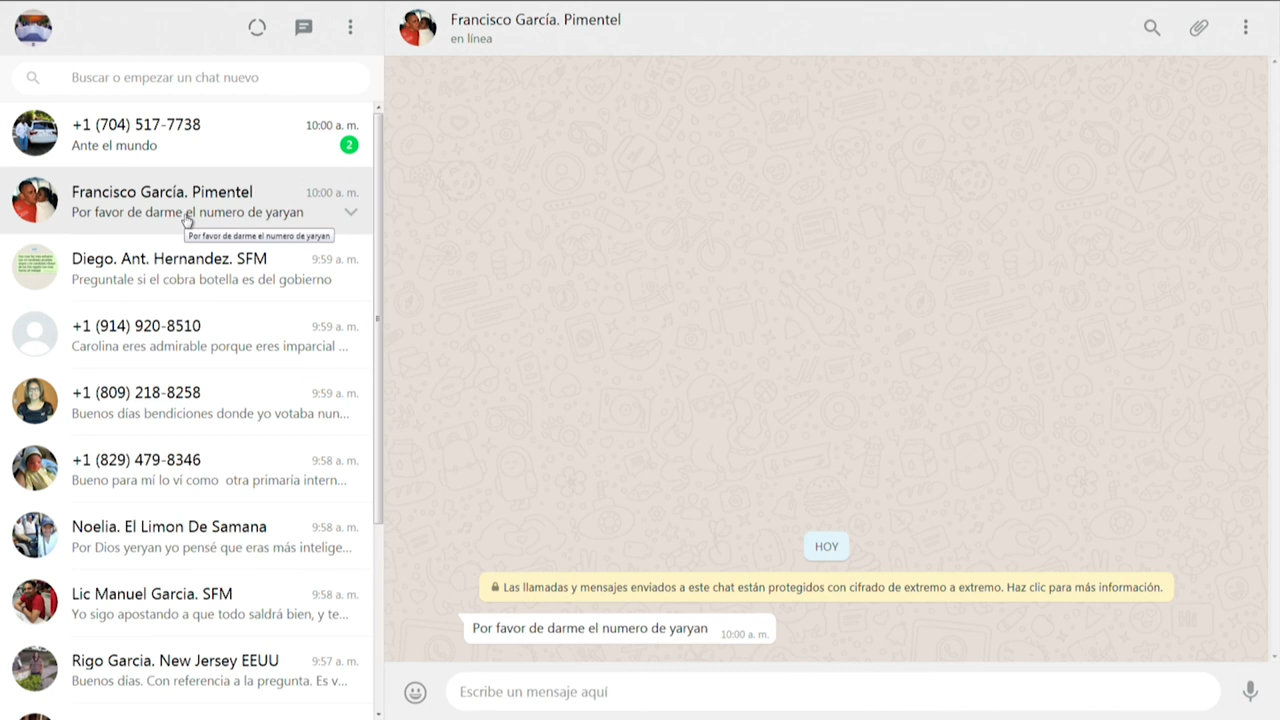 Buscar o empezar un chat nuevo
+1 (704) 517-7738
10:00 a. m.
Ante el mundo
2
Francisco García. Pimentel
10:00 a. m.
Por favor de darme el numero de yaryan
Por favor de darme el numero de yaryan
Diego. Ant. Hernandez. SFM
9:59 a. m.
Preguntale si el cobra botella es del gobierno
+1 (914) 920-8510
9:59 a. m.
Carolina eres admirable porque eres imparcial ...
+1 (809) 218-8258
9:59 a. m.
Buenos días bendiciones donde yo votaba nun...
+1 (829) 479-8346
9:58 a. m.
Bueno para mí lo ví como otra primaria intern...
Noelia. El Limon De Samana
9:58 a. m.
Por Dios yeryan yo pensé que eras más intelige...
Lic Manuel Garcia. SFM
9:58 a. m.
Yo sigo apostando a que todo saldrá bien, y te...
Rigo Garcia. New Jersey EEUU
9:57 a. m.
Buenos días. Con referencia a la pregunta. Es v...
Francisco García. Pimentel
en línea
HOY
Las llamadas y mensajes enviados a este chat están protegidos con cifrado de extremo a extremo. Haz clic para más información.
Por favor de darme el numero de yaryan
10:00 a. m.
Escribe un mensaje aquí